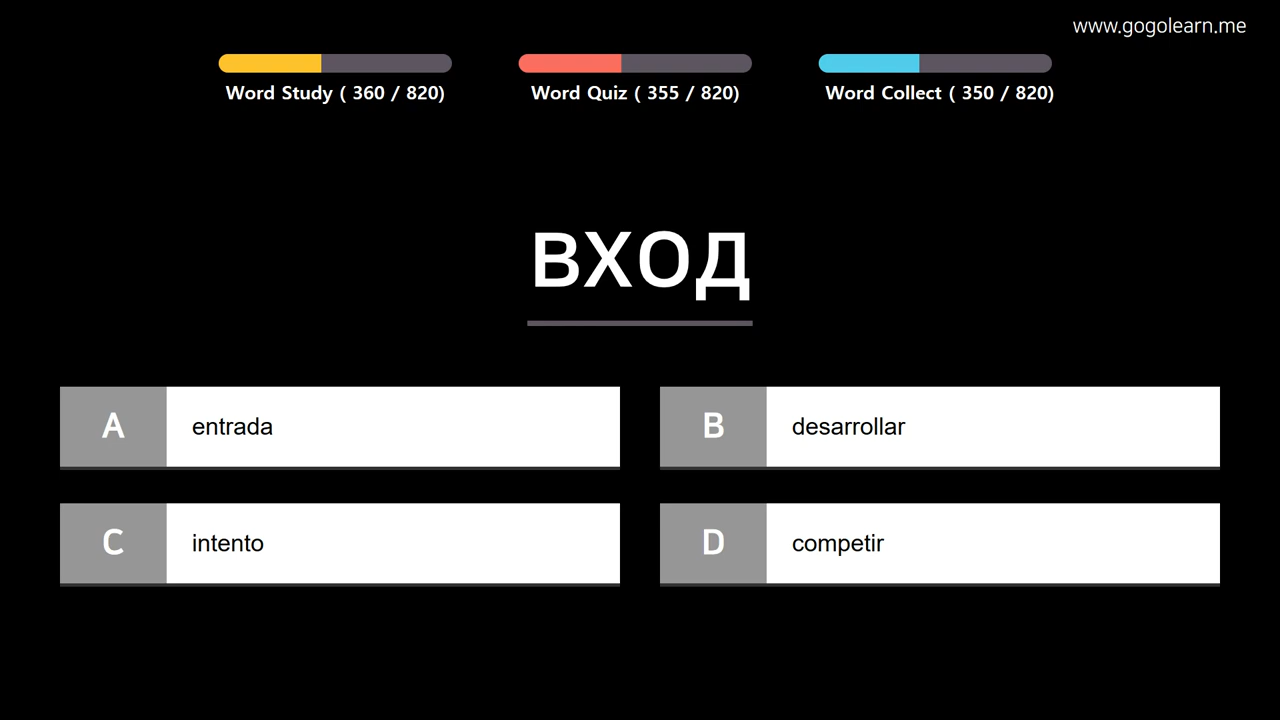 www.gogolearn.me
Word Study ( 360 / 820)
Word Quiz ( 355 / 820)
Word Collect ( 350 / 820)
вход
A entrada
B desarrollar
C intento
D competir